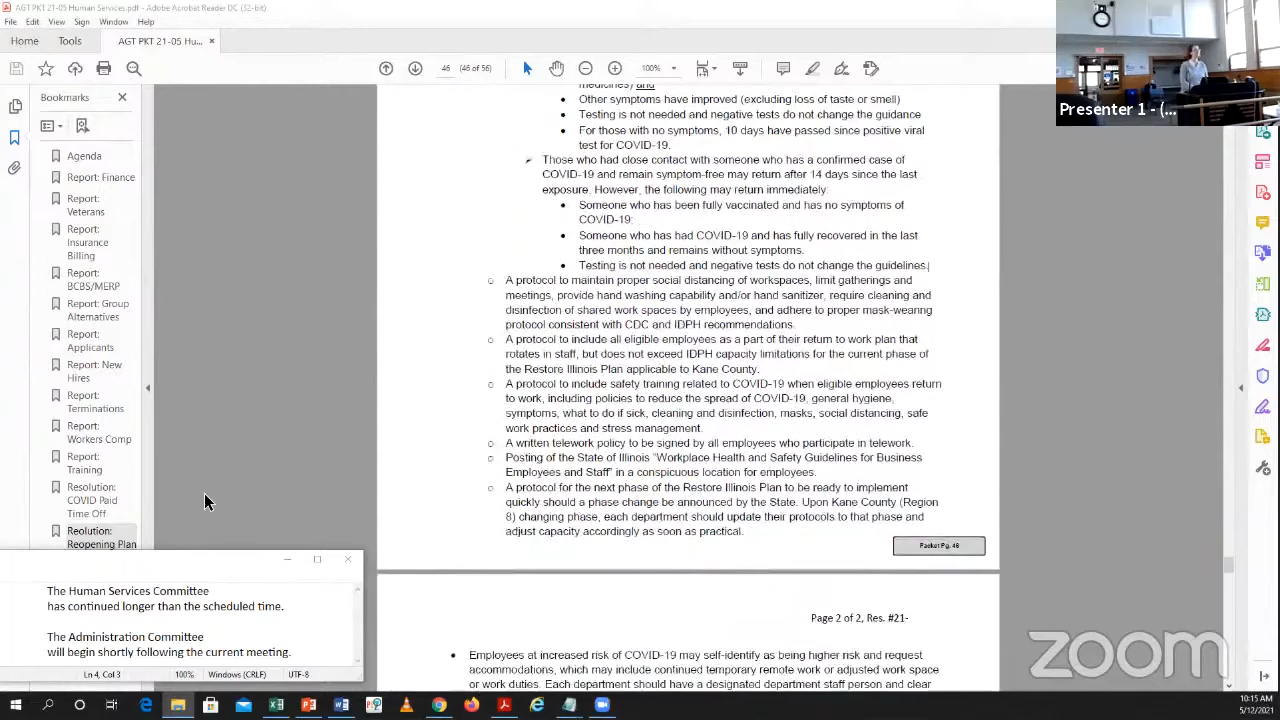 AGT PKT 21-05 Human Services.pdf - Adobe Acrobat Reader DC (32-bit)
File Edit View Sign Window Help
Home Tools AGT PKT 21-05 Hu... ×
46 (46 of 56) 100%
Presenter 1 - (...
Bookmarks
Agenda
Report: Finance
Report:
Veterans
Report:
Insurance
Billing
Report:
BCBS/MERP
Report: Group
Alternatives
Report:
Applicants
Report: New
Hires
Report:
Terminations
Report:
Workers Comp
Report:
Training
Resolution:
COVID Paid
Time Off
Reolution:
Reopening Plan
medicines) and
• Other symptoms have improved (excluding loss of taste or smell)
• Testing is not needed and negative tests do not change the guidance
• For those with no symptoms, 10 days have passed since positive viral
test for COVID-19.
Those who had close contact with someone who has a confirmed case of
COVID-19 and remain symptom-free may return after 14 days since the last
exposure. However, the following may return immediately:
• Someone who has been fully vaccinated and has no symptoms of
COVID-19;
• Someone who has had COVID-19 and has fully recovered in the last
three months and remains without symptoms.
• Testing is not needed and negative tests do not change the guidelines.
o A protocol to maintain proper social distancing of workspaces, limit gatherings and
meetings, provide hand washing capability and/or hand sanitizer, require cleaning and
disinfection of shared work spaces by employees, and adhere to proper mask-wearing
protocol consistent with CDC and IDPH recommendations.
o A protocol to include all eligible employees as a part of their return to work plan that
rotates in staff, but does not exceed IDPH capacity limitations for the current phase of
the Restore Illinois Plan applicable to Kane County.
o A protocol to include safety training related to COVID-19 when eligible employees return
to work, including policies to reduce the spread of COVID-19, general hygiene,
symptoms, what to do if sick, cleaning and disinfection, masks, social distancing, safe
work practices and stress management.
o A written telework policy to be signed by all employees who participate in telework.
o Posting of the State of Illinois "Workplace Health and Safety Guidelines for Business
Employees and Staff" in a conspicuous location for employees.
o A protocol for the next phase of the Restore Illinois Plan to be ready to implement
quickly should a phase change be announced by the State. Upon Kane County (Region
8) changing phase, each department should update their protocols to that phase and
adjust capacity accordingly as soon as practical.
Packet Pg. 46
Page 2 of 2, Res. #21-
• Employees at increased risk of COVID-19 may self-identify as being higher risk and request
accommodations, which may include continued temporary remote work or adjusted work space
or work duties. Each department should have a designated department staff person and clear
The Human Services Committee
has continued longer than the scheduled time.
The Administration Committee
will begin shortly following the current meeting.
Ln 4, Col 3 100% Windows (CRLF) UTF-8
zoom
10:15 AM
5/12/2021